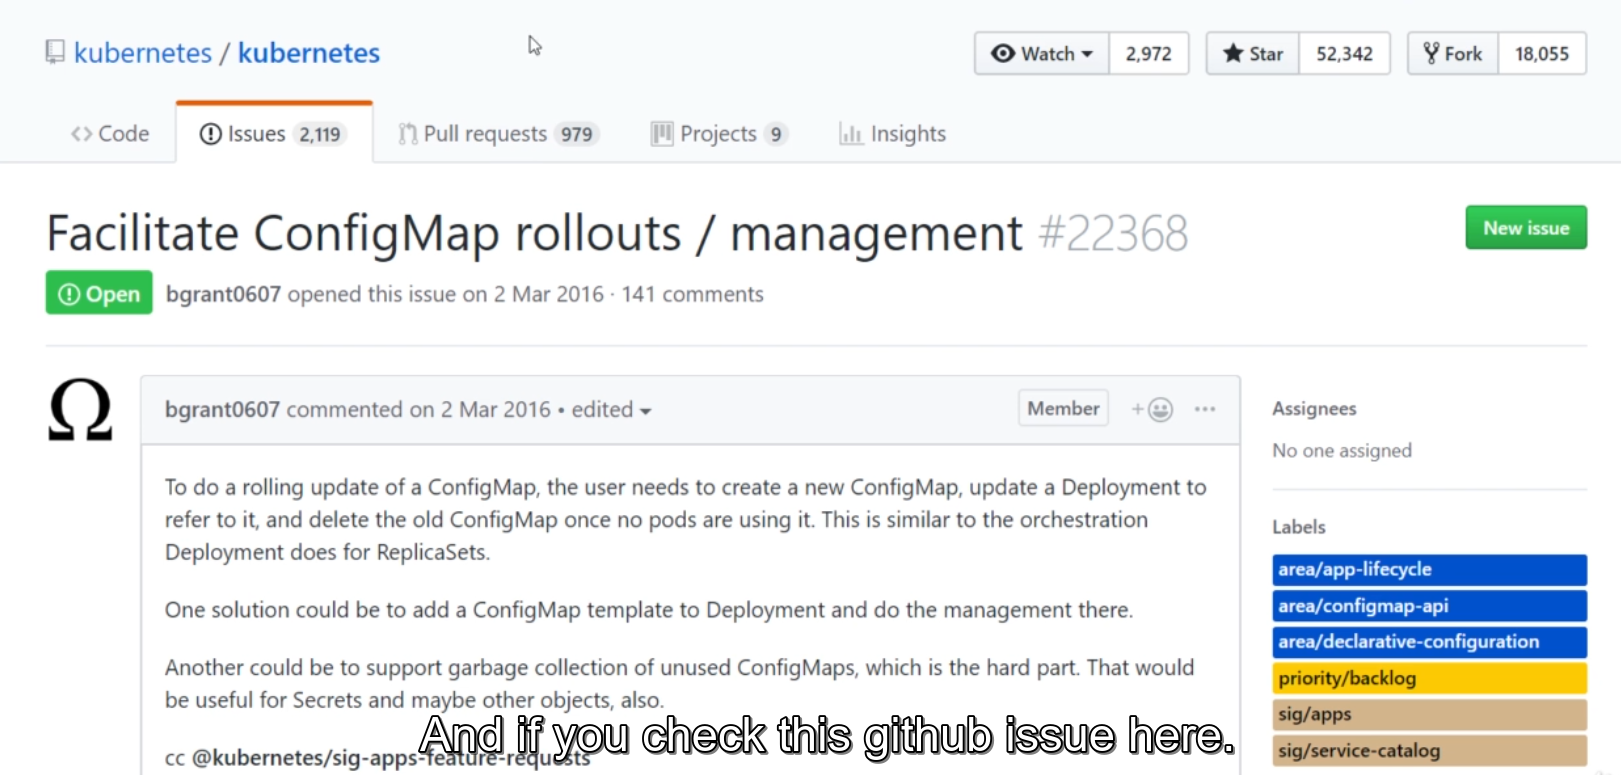 kubernetes / kubernetes
Watch 2,972 Star 52,342 Fork 18,055
Code Issues 2,119 Pull requests 979 Projects 9 Insights
Facilitate ConfigMap rollouts / management #22368
New issue
Open bgrant0607 opened this issue on 2 Mar 2016 · 141 comments
bgrant0607 commented on 2 Mar 2016 • edited
Member
To do a rolling update of a ConfigMap, the user needs to create a new ConfigMap, update a Deployment to
refer to it, and delete the old ConfigMap once no pods are using it. This is similar to the orchestration
Deployment does for ReplicaSets.
One solution could be to add a ConfigMap template to Deployment and do the management there.
Another could be to support garbage collection of unused ConfigMaps, which is the hard part. That would
be useful for Secrets and maybe other objects, also.
cc @kubernetes/sig-apps-feature-requests
Assignees
No one assigned
Labels
area/app-lifecycle
area/configmap-api
area/declarative-configuration
priority/backlog
sig/apps
sig/service-catalog
And if you check this github issue here.